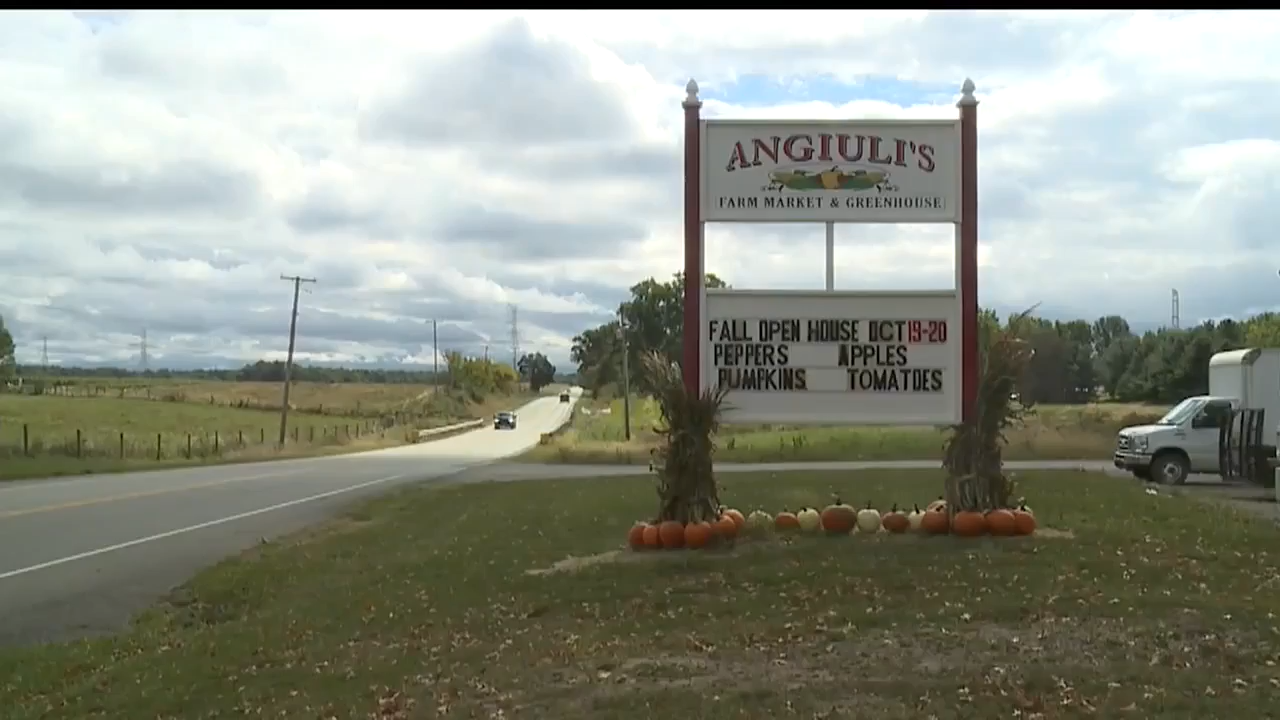 ANGIULI'S
FARM MARKET & GREENHOUSE
FALL OPEN HOUSE OCT 19-20
PEPPERS APPLES
PUMPKINS TOMATOES